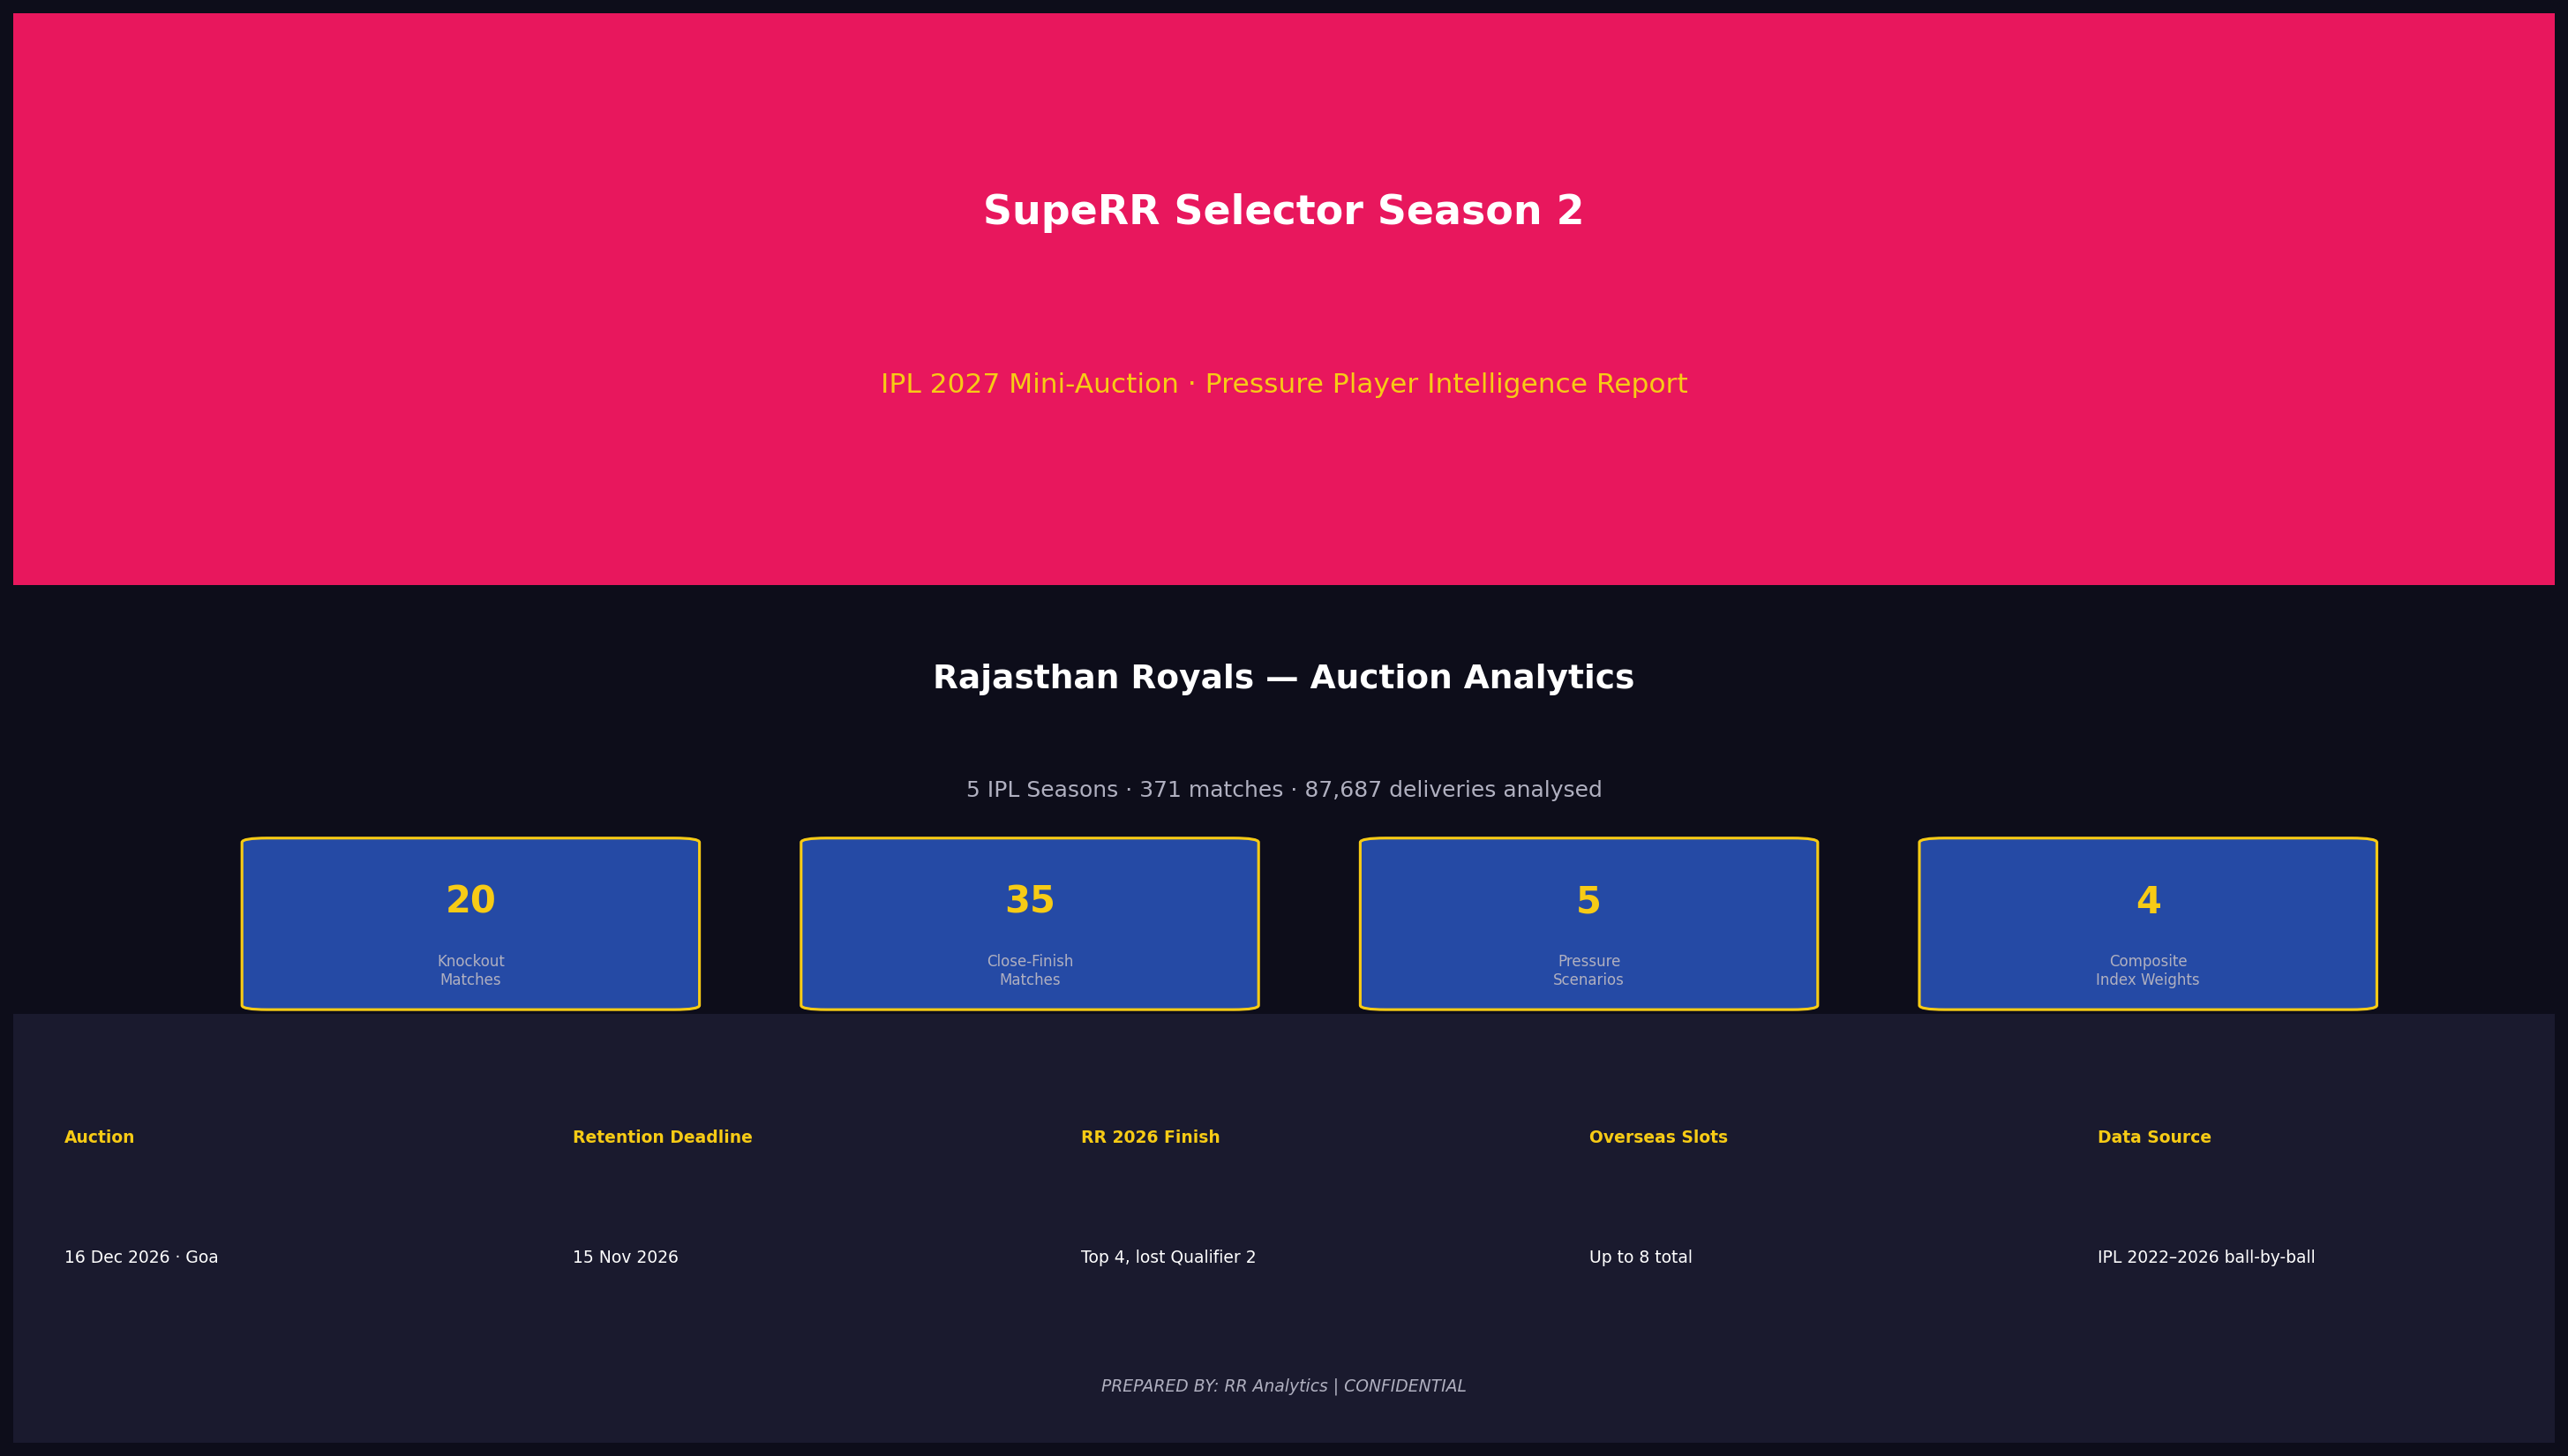 SupeRR Selector Season 2
IPL 2027 Mini-Auction · Pressure Player Intelligence Report
Rajasthan Royals — Auction Analytics
5 IPL Seasons · 371 matches · 87,687 deliveries analysed
20
Knockout
Matches
35
Close-Finish
Matches
5
Pressure
Scenarios
4
Composite
Index Weights
Auction
16 Dec 2026 · Goa
Retention Deadline
15 Nov 2026
RR 2026 Finish
Top 4, lost Qualifier 2
Overseas Slots
Up to 8 total
Data Source
IPL 2022–2026 ball-by-ball
PREPARED BY: RR Analytics | CONFIDENTIAL